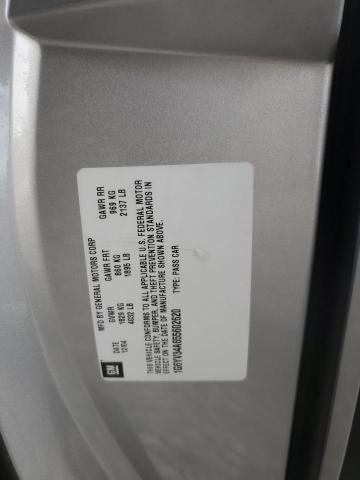 GM
MFD BY GENERAL MOTORS CORP
DATE GVWR GAWR FRT GAWR RR
12/04 1829 KG 860 KG 969 KG
4032 LB 1895 LB 2137 LB
THIS VEHICLE CONFORMS TO ALL APPLICABLE U.S. FEDERAL MOTOR
VEHICLE SAFETY, BUMPER, AND THEFT PREVENTION STANDARDS IN
EFFECT ON THE DATE OF MANUFACTURE SHOWN ABOVE.
1G6YV34A655602620 TYPE: PASS CAR